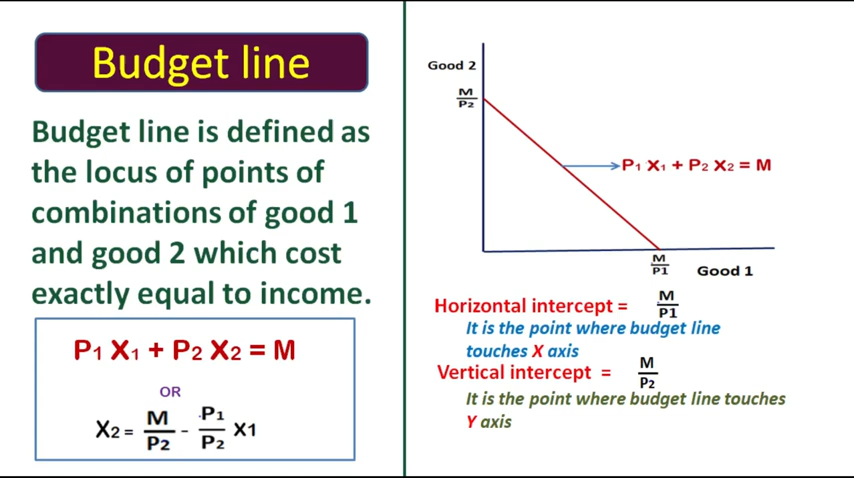 Budget line
Budget line is defined as
the locus of points of
combinations of good 1
and good 2 which cost
exactly equal to income.
P1 X1 + P2 X2 = M
OR
X2 = M/P2 - P1/P2 X1
Good 2
M/P2
P1 X1 + P2 X2 = M
M/P1
Good 1
Horizontal intercept = M/P1
It is the point where budget line
touches X axis
Vertical intercept = M/P2
It is the point where budget line touches
Y axis